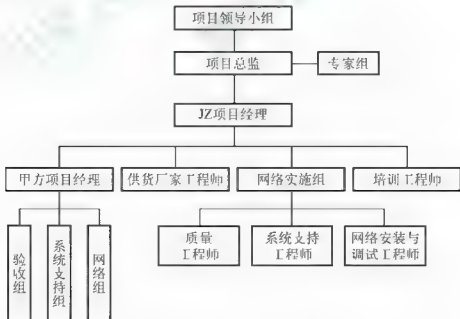 项目领导小组
项目总监
专家组
JZ项目经理
甲方项目经理
供货厂家工程师
网络实施组
培训工程师
验收组
系统支持组
网络组
质量
工程师
系统支持
工程师
网络安装与
调试工程师